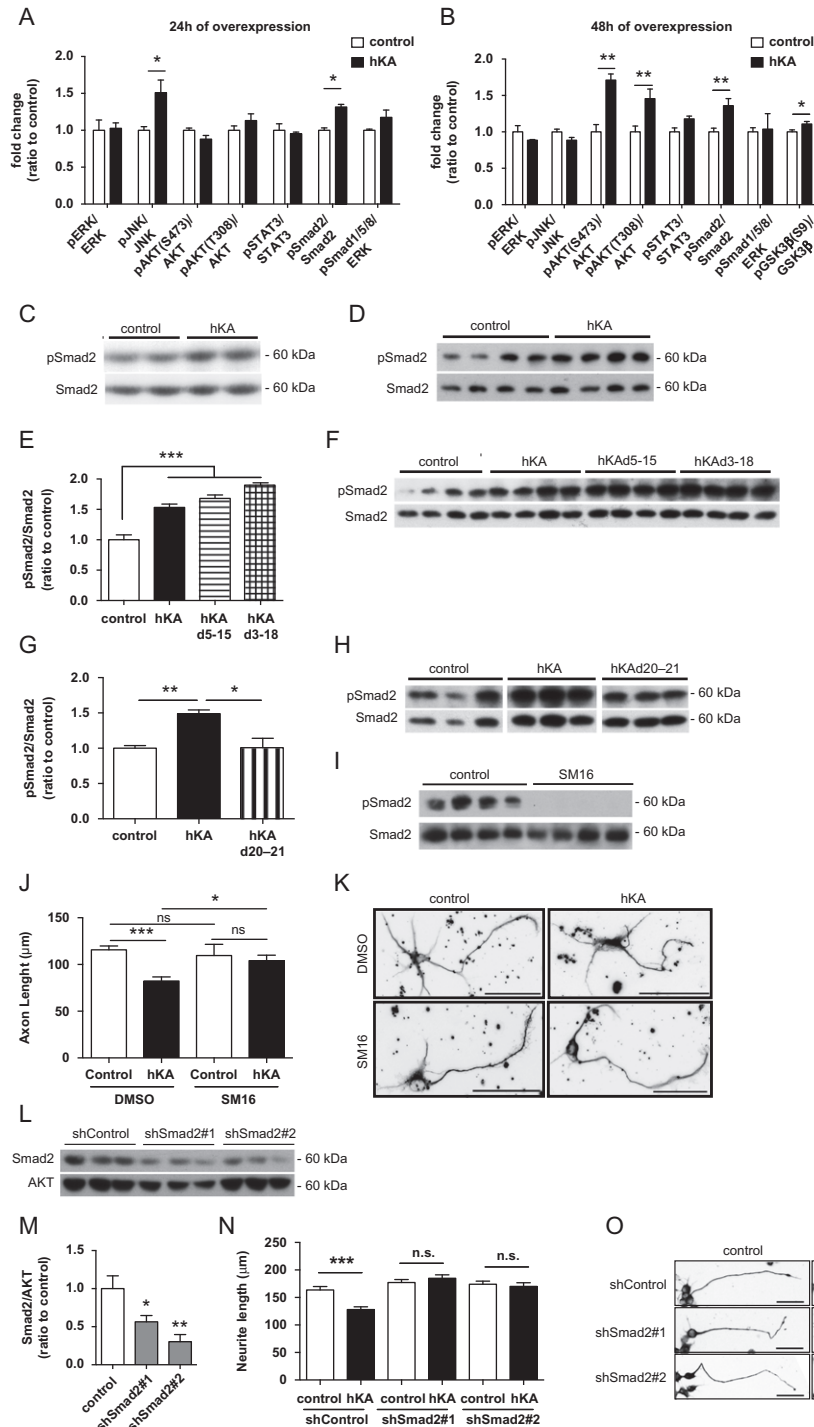 A
24h of overexpression
control
hKA
fold change
(ratio to control)
2.0
1.5
1.0
0.5
0.0
*
*
pERK/
ERK
pJNK/
JNK
pAKT(S473)/
AKT
pAKT(T308)/
AKT
pSTAT3/
STAT3
pSmad2/
Smad2
pSmad1/5/8/
ERK
B
48h of overexpression
control
hKA
fold change
(ratio to control)
2.0
1.5
1.0
0.5
0.0
**
**
**
*
pERK/
ERK
pJNK/
JNK
pAKT(S473)/
AKT
pAKT(T308)/
AKT
pSTAT3/
STAT3
pSmad2/
Smad2
pSmad1/5/8/
ERK
pGSK3β(S9)/
GSK3β
C
control hKA
pSmad2 - 60 kDa
Smad2 - 60 kDa
D
control hKA
pSmad2 - 60 kDa
Smad2 - 60 kDa
E
pSmad2/Smad2
(ratio to control)
2.0
1.5
1.0
0.5
0.0
***
control hKA hKA hKA
d5-15 d3-18
F
control hKA hKAd5-15 hKAd3-18
pSmad2 - 60 kDa
Smad2 - 60 kDa
G
pSmad2/Smad2
(ratio to control)
2.0
1.5
1.0
0.5
0.0
** *
control hKA hKA
d20–21
H
control hKA hKAd20–21
pSmad2 - 60 kDa
Smad2 - 60 kDa
I
control SM16
pSmad2 - 60 kDa
Smad2 - 60 kDa
J
Axon Lenght (μm)
150
100
50
0
*
ns
*** ns
Control hKA Control hKA
DMSO SM16
K
control hKA
DMSO
SM16
L
shControl shSmad2#1 shSmad2#2
Smad2 - 60 kDa
AKT - 60 kDa
M
Smad2/AKT
(ratio to control)
1.5
1.0
0.5
0.0
*
**
control
shSmad2#1
shSmad2#2
N
Neurite length (μm)
250
200
150
100
50
0
*** n.s. n.s.
control hKA control hKA control hKA
shControl shSmad2#1 shSmad2#2
O
control
shControl
shSmad2#1
shSmad2#2